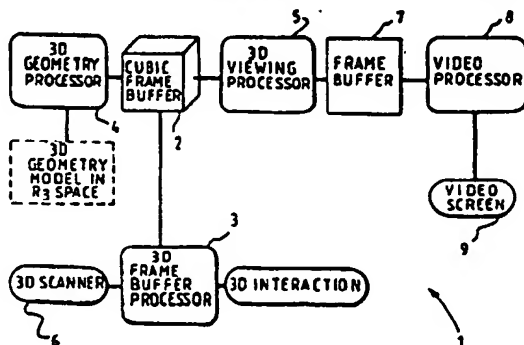 5
7
8
3D
GEOMETRY
PROCESSOR
CUBIC
FRAME
BUFFER
3D
VIEWING
PROCESSOR
FRAME
BUFFER
VIDEO
PROCESSOR
4
2
3D
GEOMETRY
MODEL IN
R3 SPACE
VIDEO
SCREEN
9
3
3D SCANNER
3D
FRAME
BUFFER
PROCESSOR
3D INTERACTION
6
1